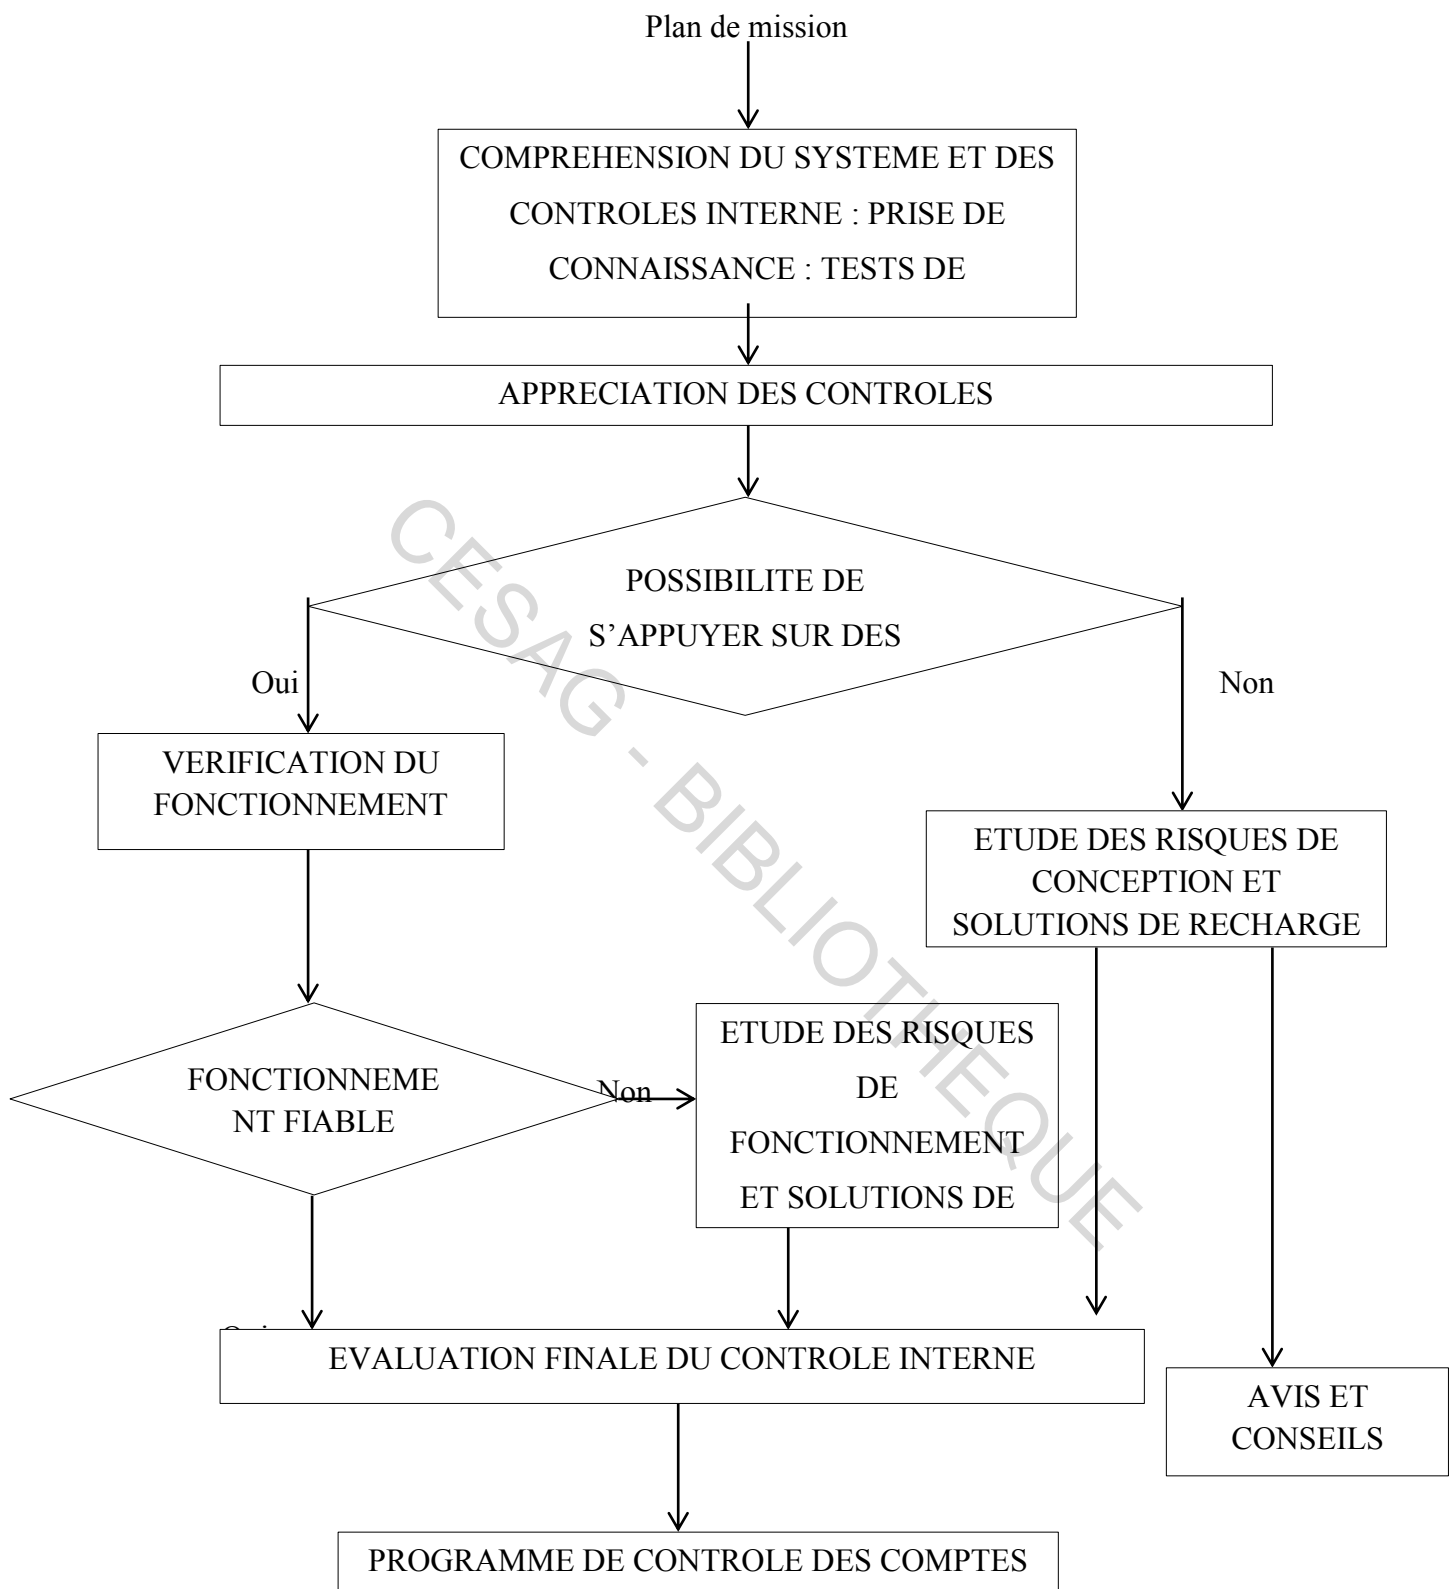 Plan de mission
COMPREHENSION DU SYSTEME ET DES
CONTROLES INTERNE : PRISE DE
CONNAISSANCE : TESTS DE
APPRECIATION DES CONTROLES
POSSIBILITE DE
S’APPUYER SUR DES
Oui
Non
VERIFICATION DU
FONCTIONNEMENT
ETUDE DES RISQUES DE
CONCEPTION ET
SOLUTIONS DE RECHARGE
FONCTIONNEME
NT FIABLE
Non
ETUDE DES RISQUES
DE
FONCTIONNEMENT
ET SOLUTIONS DE
EVALUATION FINALE DU CONTROLE INTERNE
AVIS ET
CONSEILS
PROGRAMME DE CONTROLE DES COMPTES
CESAG - BIBLIOTHEQUE